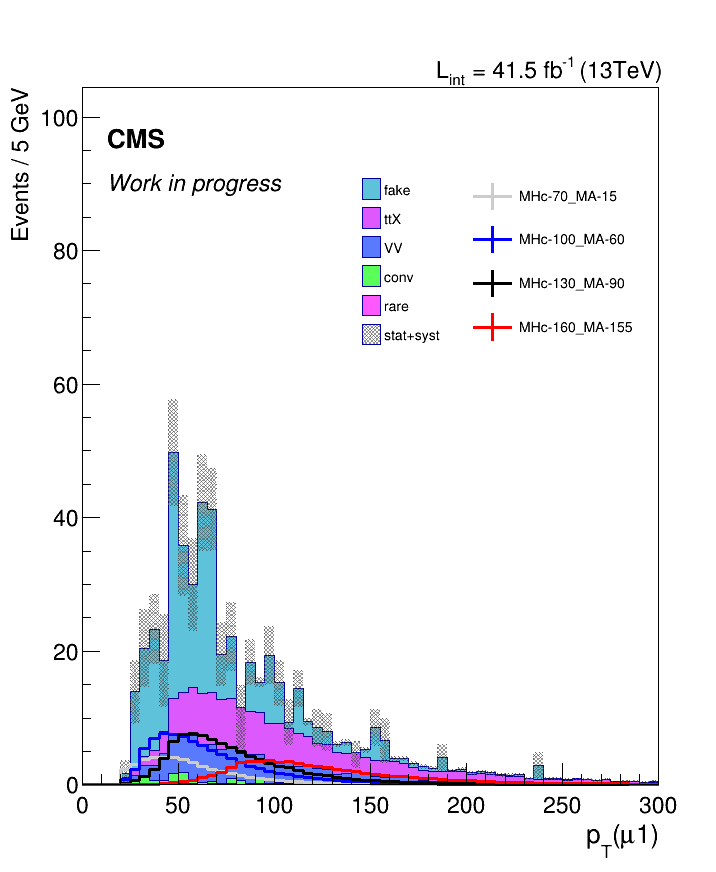 L_int = 41.5 fb^-1 (13TeV)
Events / 5 GeV
CMS
Work in progress
fake
ttX
VV
conv
rare
stat+syst
MHc-70_MA-15
MHc-100_MA-60
MHc-130_MA-90
MHc-160_MA-155
100
80
60
40
20
0
0 50 100 150 200 250 300
p_T(μ1)